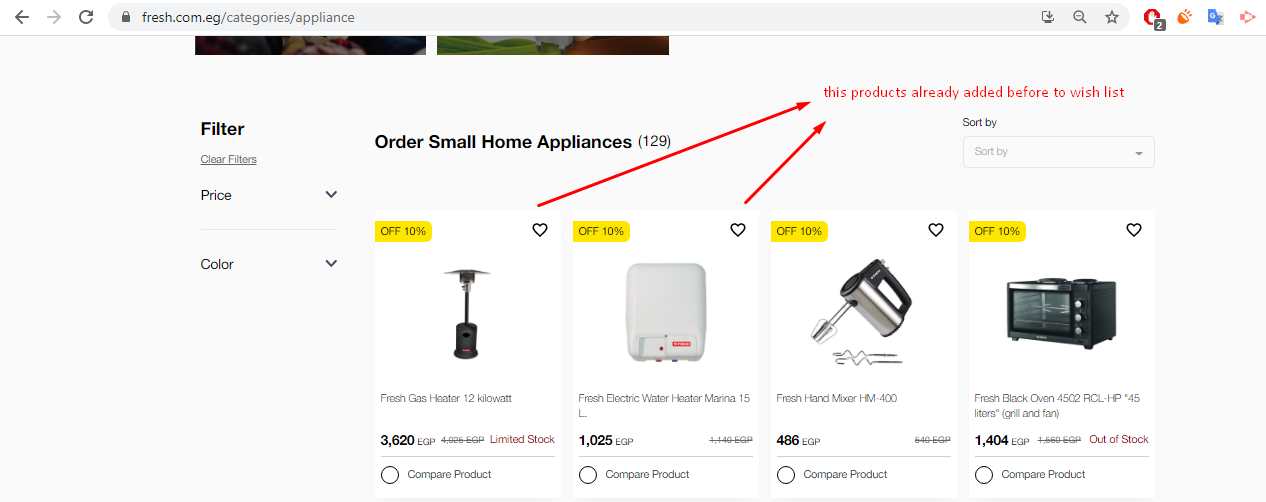 fresh.com.eg/categories/appliance
2
this products already added before to wish list
Filter
Clear Filters
Price
Color
Order Small Home Appliances (129)
Sort by
Sort by
OFF 10%
OFF 10%
OFF 10%
OFF 10%
FRESH
Fresh Gas Heater 12 kilowatt
3,620 EGP 4,025 EGP Limited Stock
Compare Product
Fresh Electric Water Heater Marina 15
L.
1,025 EGP 1,140 EGP
Compare Product
Fresh Hand Mixer HM-400
486 EGP 540 EGP
Compare Product
Fresh Black Oven 4502 RCL-HP "45
liters" (grill and fan)
1,404 EGP 1,560 EGP Out of Stock
Compare Product